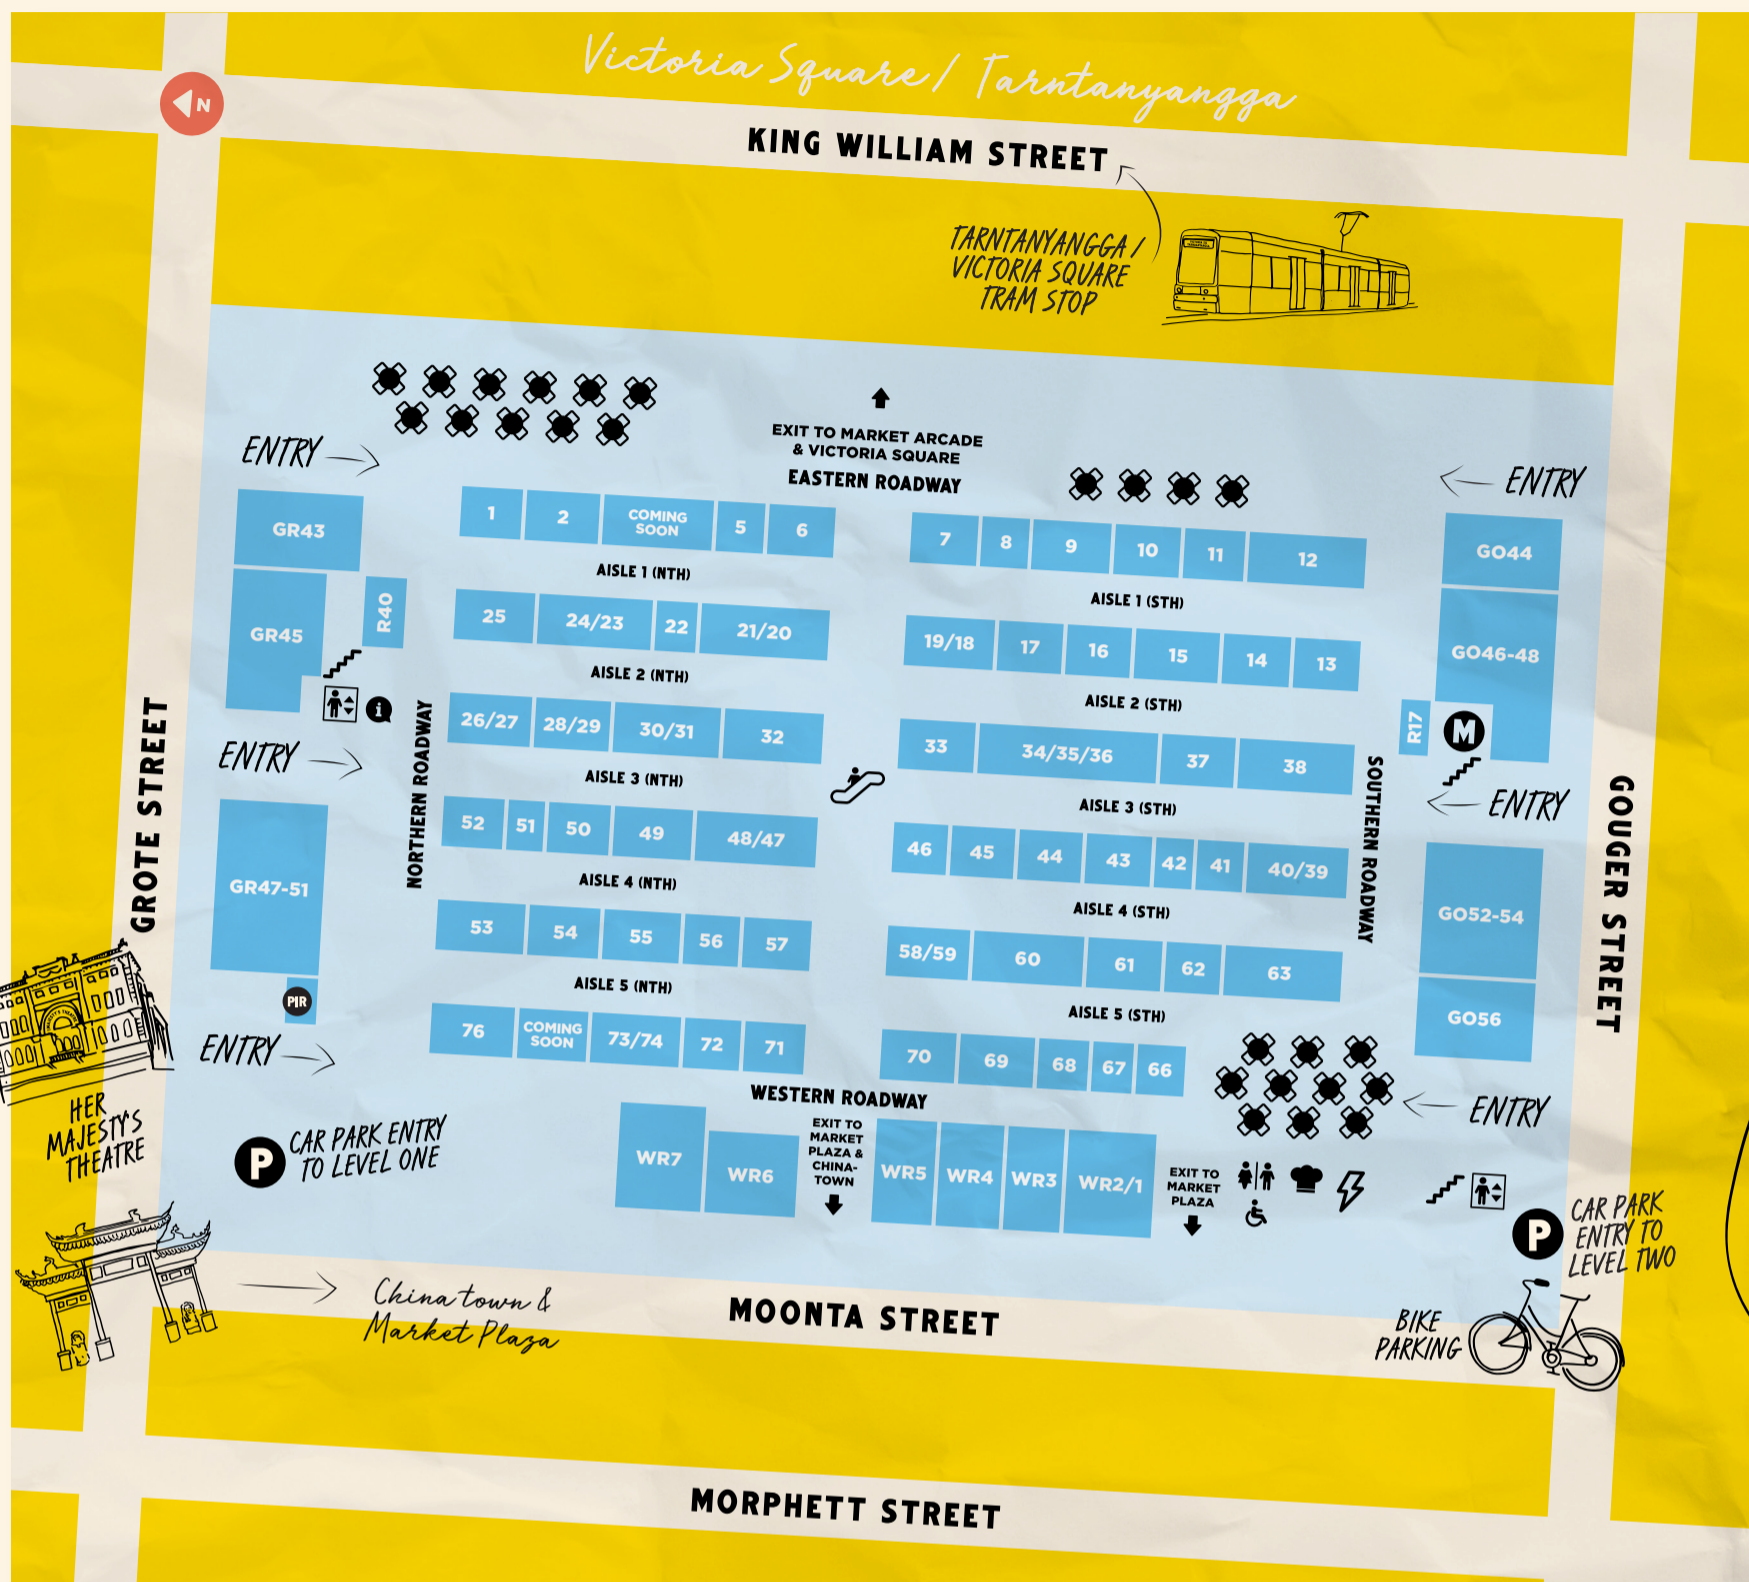 Victoria Square / Tarntanyangga
N
KING WILLIAM STREET
TARNTANYANGGA /
VICTORIA SQUARE
TRAM STOP
EXIT TO MARKET ARCADE
& VICTORIA SQUARE
EASTERN ROADWAY
ENTRY
ENTRY
GR43
1 2 COMING SOON 5 6
7 8 9 10 11 12
GO44
AISLE 1 (NTH)
AISLE 1 (STH)
GR45
R40
25 24/23 22 21/20
19/18 17 16 15 14 13
GO46-48
AISLE 2 (NTH)
AISLE 2 (STH)
i
26/27 28/29 30/31 32
33 34/35/36 37 38
R17
M
ENTRY
AISLE 3 (NTH)
AISLE 3 (STH)
ENTRY
GROTE STREET
NORTHERN ROADWAY
SOUTHERN ROADWAY
GOUGER STREET
GR47-51
52 51 50 49 48/47
46 45 44 43 42 41 40/39
GO52-54
AISLE 4 (NTH)
AISLE 4 (STH)
53 54 55 56 57
58/59 60 61 62 63
PIR
AISLE 5 (NTH)
AISLE 5 (STH)
GO56
ENTRY
76 COMING SOON 73/74 72 71
70 69 68 67 66
WESTERN ROADWAY
ENTRY
HER
MAJESTY'S
THEATRE
P
CAR PARK ENTRY
TO LEVEL ONE
WR7 WR6
EXIT TO
MARKET
PLAZA &
CHINA-
TOWN
WR5 WR4 WR3 WR2/1
EXIT TO
MARKET
PLAZA
P
CAR PARK
ENTRY TO
LEVEL TWO
Chinatown &
Market Plaza
MOONTA STREET
BIKE
PARKING
MORPHETT STREET